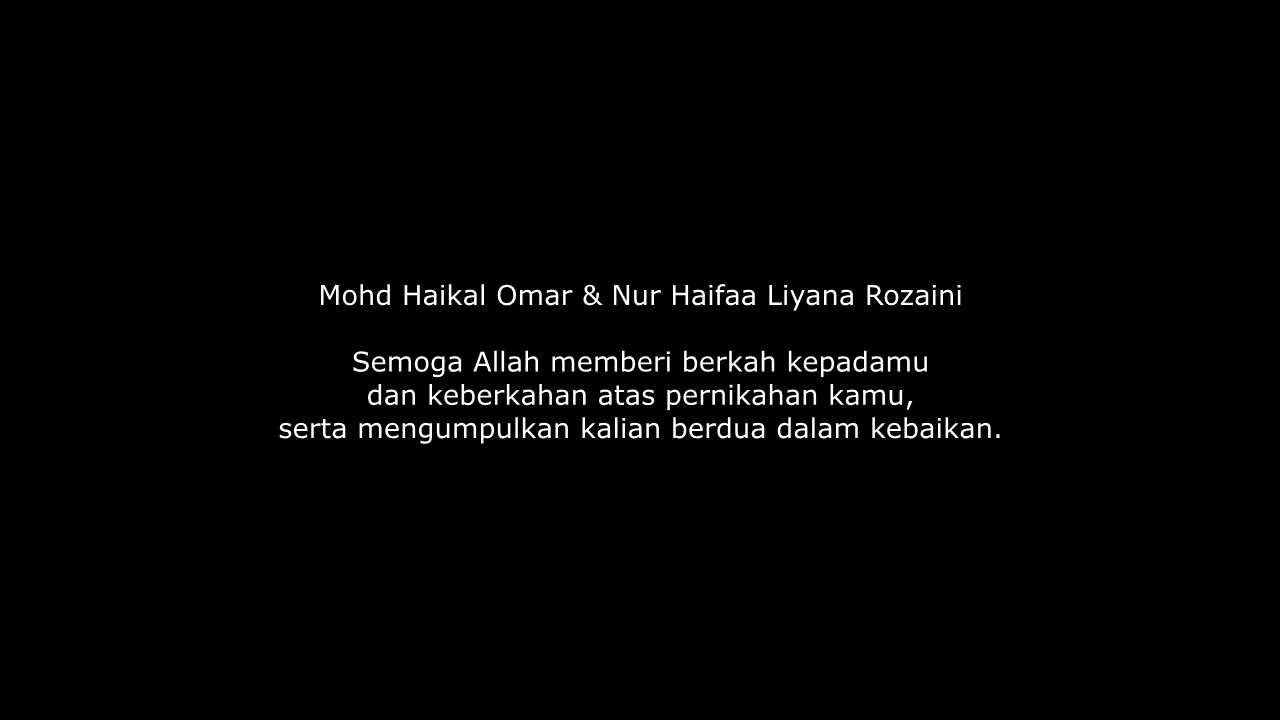 Mohd Haikal Omar & Nur Haifaa Liyana Rozaini
Semoga Allah memberi berkah kepadamu
dan keberkahan atas pernikahan kamu,
serta mengumpulkan kalian berdua dalam kebaikan.